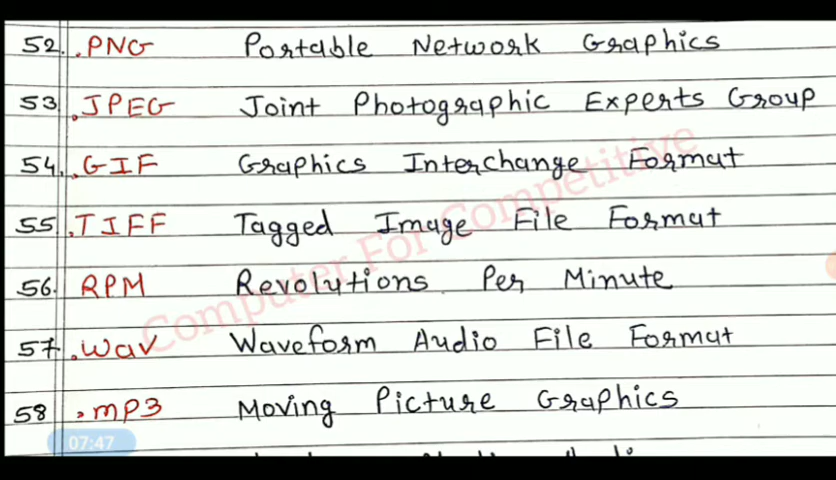 52. .PNG Portable Network Graphics
53. .JPEG Joint Photographic Experts Group
54. .GIF Graphics Interchange Format
55. .TIFF Tagged Image File Format
56. RPM Revolutions Per Minute
57. .wav Waveform Audio File Format
58 .mp3 Moving Picture Graphics
Computer For Competitive
07:47